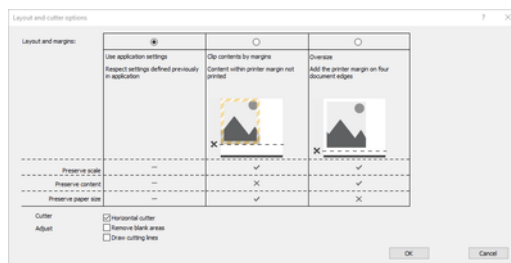 Layout and cutter options
? ×
Layout and margins:
Use application settings
Clip contents by margins
Oversize
Respect settings defined previously
in application
Content within printer margin not
printed
Add the printer margin on four
document edges
Preserve scale
Preserve content
Preserve paper size
Cutter
Horizontal cutter
Adjust
Remove blank areas
Draw cutting lines
OK
Cancel